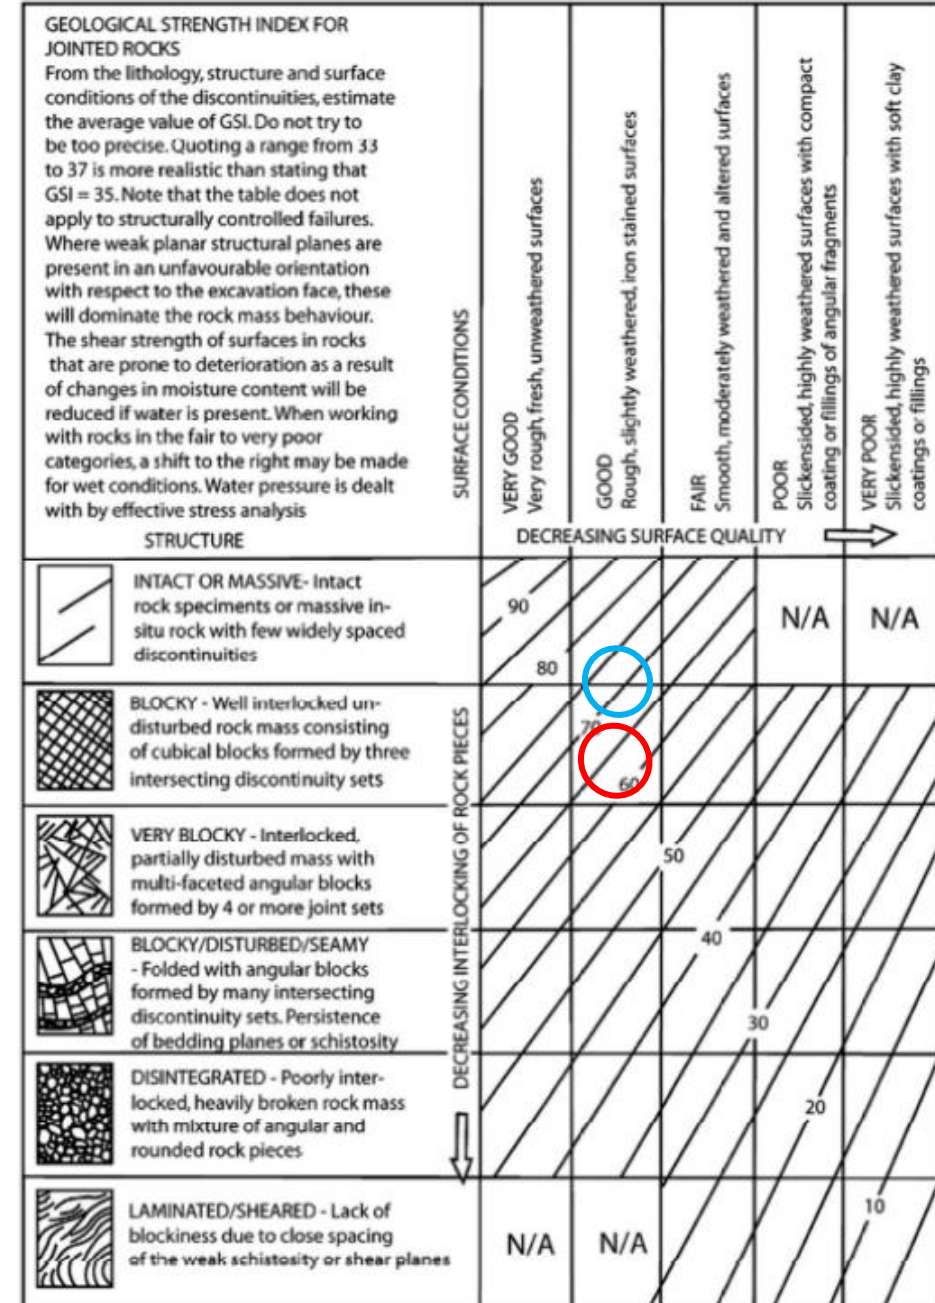 GEOLOGICAL STRENGTH INDEX FOR
JOINTED ROCKS
From the lithology, structure and surface
conditions of the discontinuities, estimate
the average value of GSI. Do not try to
be too precise. Quoting a range from 33
to 37 is more realistic than stating that
GSI = 35. Note that the table does not
apply to structurally controlled failures.
Where weak planar structural planes are
present in an unfavourable orientation
with respect to the excavation face, these
will dominate the rock mass behaviour.
The shear strength of surfaces in rocks
that are prone to deterioration as a result
of changes in moisture content will be
reduced if water is present. When working
with rocks in the fair to very poor
categories, a shift to the right may be made
for wet conditions. Water pressure is dealt
with by effective stress analysis
STRUCTURE
SURFACE CONDITIONS
VERY GOOD
Very rough, fresh, unweathered surfaces
GOOD
Rough, slightly weathered, iron stained surfaces
FAIR
Smooth, moderately weathered and altered surfaces
POOR
Slickensided, highly weathered surfaces with compact
coating or fillings of angular fragments
VERY POOR
Slickensided, highly weathered surfaces with soft clay
coatings or fillings
DECREASING SURFACE QUALITY
INTACT OR MASSIVE- Intact
rock speciments or massive in-
situ rock with few widely spaced
discontinuities
90
80
N/A
N/A
DECREASING INTERLOCKING OF ROCK PIECES
BLOCKY - Well interlocked un-
disturbed rock mass consisting
of cubical blocks formed by three
intersecting discontinuity sets
70
60
VERY BLOCKY - Interlocked,
partially disturbed mass with
multi-faceted angular blocks
formed by 4 or more joint sets
50
BLOCKY/DISTURBED/SEAMY
- Folded with angular blocks
formed by many intersecting
discontinuity sets. Persistence
of bedding planes or schistosity
40
30
DISINTEGRATED - Poorly inter-
locked, heavily broken rock mass
with mixture of angular and
rounded rock pieces
20
LAMINATED/SHEARED - Lack of
blockiness due to close spacing
of the weak schistosity or shear planes
N/A
N/A
10